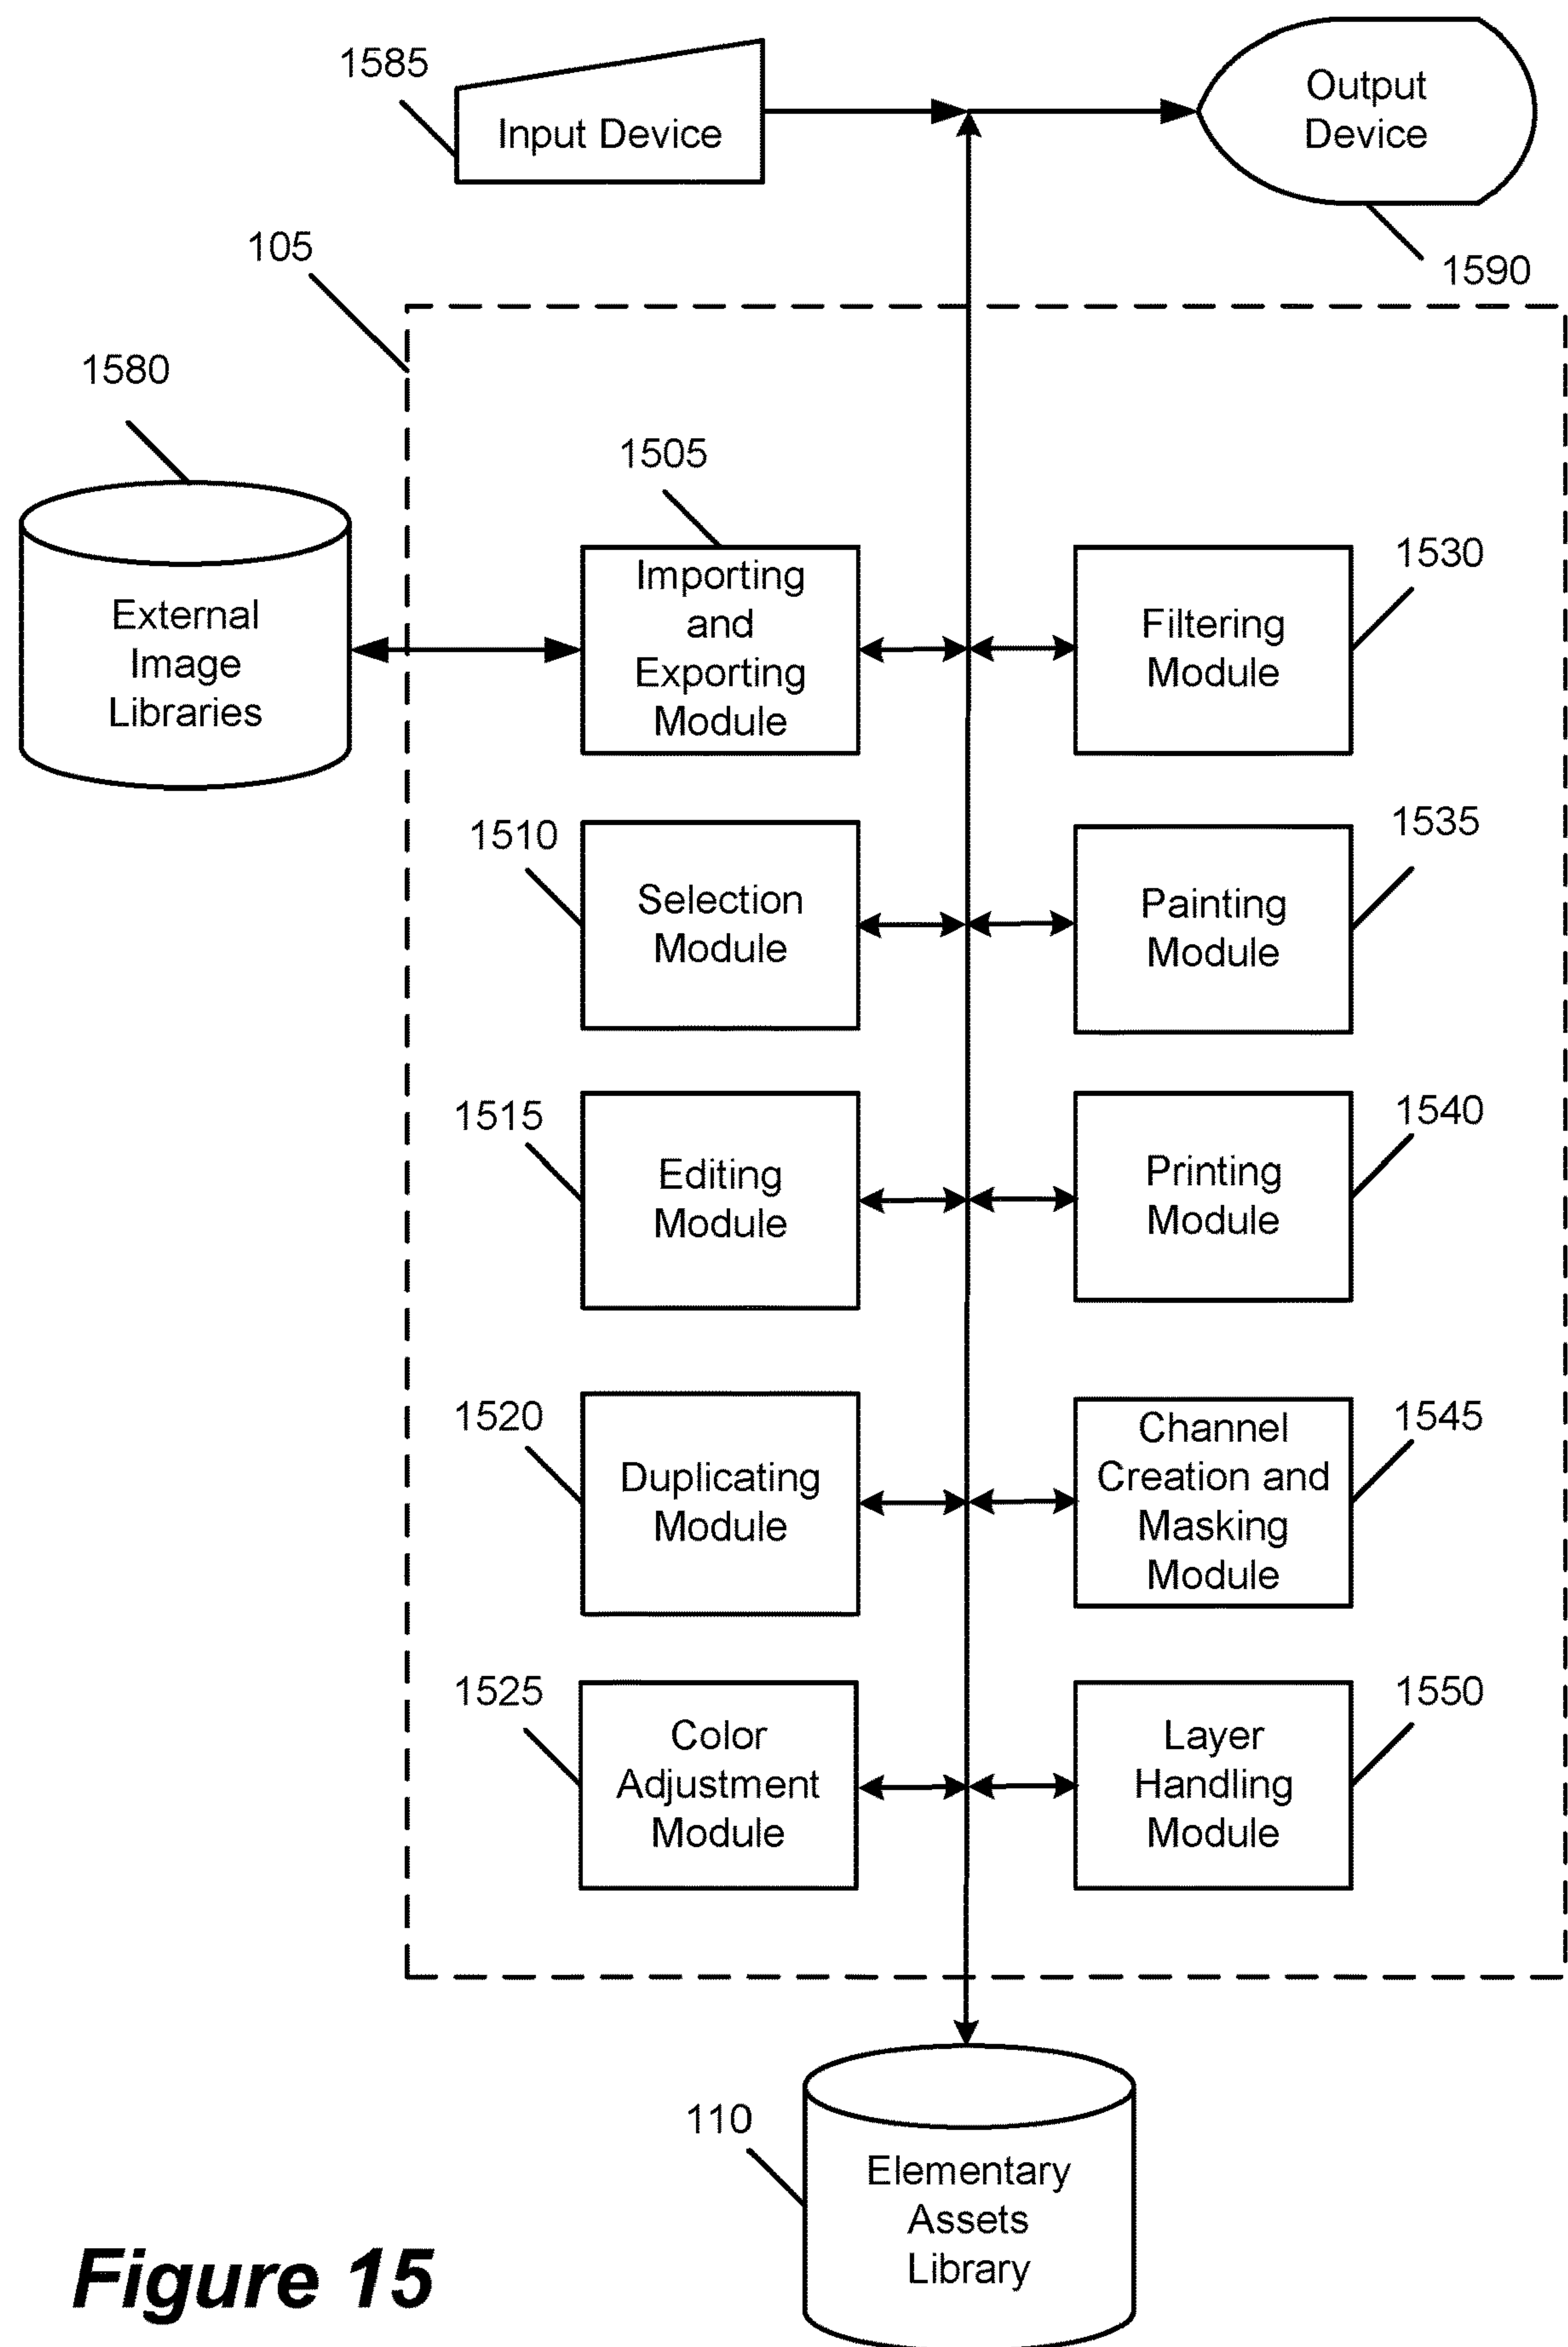 1585
Input Device
Output
Device
1590
105
1580
External
Image
Libraries
1505
Importing
and
Exporting
Module
1530
Filtering
Module
1510
Selection
Module
1535
Painting
Module
1515
Editing
Module
1540
Printing
Module
1520
Duplicating
Module
1545
Channel
Creation and
Masking
Module
1525
Color
Adjustment
Module
1550
Layer
Handling
Module
110
Elementary
Assets
Library
Figure 15